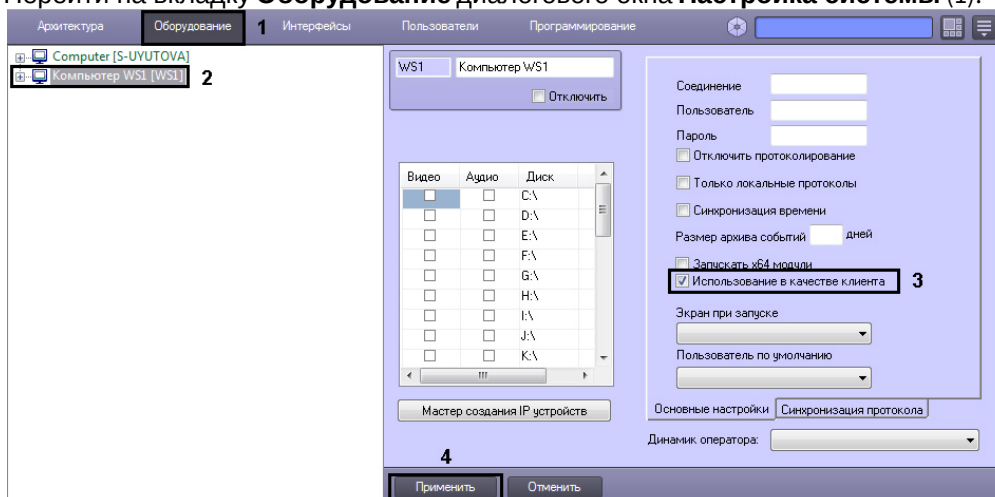 Перейти на вкладку Оборудование диалогового окна Настройка системы (1).
Архитектура Оборудование 1 Интерфейсы Пользователи Программирование
Computer [S-UYUTOVA]
Компьютер WS1 [WS1] 2
WS1 Компьютер WS1
Отключить
Видео Аудио Диск
C:\
D:\
E:\
F:\
G:\
H:\
I:\
J:\
K:\
Мастер создания IP устройств
Соединение
Пользователь
Пароль
Отключить протоколирование
Только локальные протоколы
Синхронизация времени
Размер архива событий дней
Запускать x64 модули
Использование в качестве клиента 3
Экран при запуске
Пользователь по умолчанию
Основные настройки Синхронизация протокола
Динамик оператора:
4
Применить Отменить